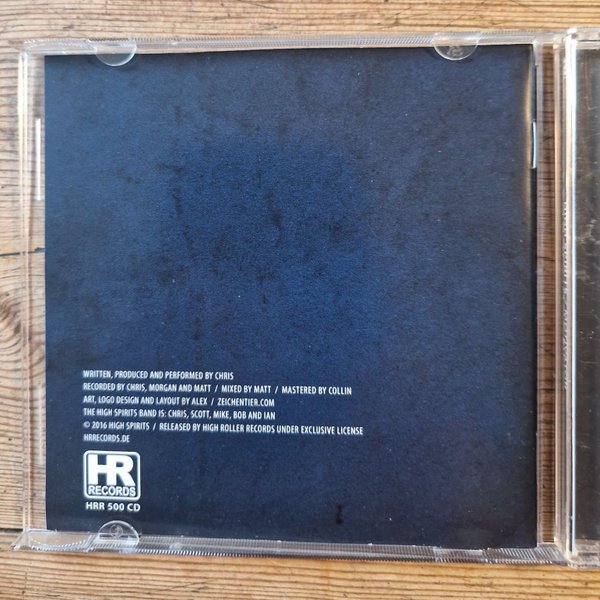 WRITTEN, PRODUCED AND PERFORMED BY CHRIS
RECORDED BY CHRIS, MORGAN AND MATT / MIXED BY MATT / MASTERED BY COLLIN
ART, LOGO DESIGN AND LAYOUT BY ALEX / ZEICHENTIER.COM
THE HIGH SPIRITS BAND IS: CHRIS, SCOTT, MIKE, BOB AND IAN
© 2016 HIGH SPIRITS / RELEASED BY HIGH ROLLER RECORDS UNDER EXCLUSIVE LICENSE
HRRECORDS.DE
HR
RECORDS
HRR 500 CD